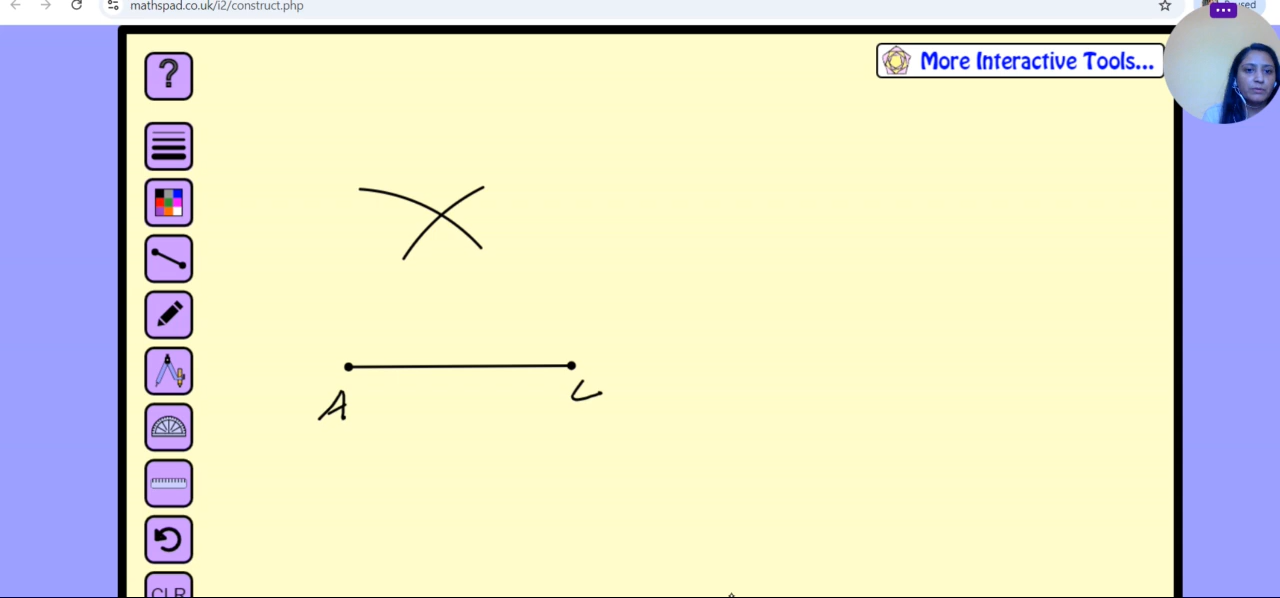 mathspad.co.uk/i2/construct.php
More Interactive Tools...
?
A
CLR